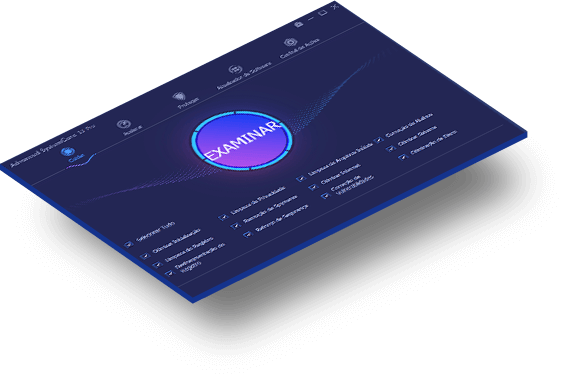 Advanced SystemCare 12 Pro
Cuidar
Acelerar
Proteger
Atualizador de Software
Central de Ações
EXAMINAR
Selecionar Tudo
Otimizar Inicialização
Limpeza do Registro
Desfragmentação do
Registro
Limpeza de Privacidade
Remoção de Spyware
Reforço de Segurança
Limpeza de Arquivos Inúteis
Otimizar Internet
Correção de
Vulnerabilidades
Correção de Atalhos
Otimizar Sistema
Otimização de Disco